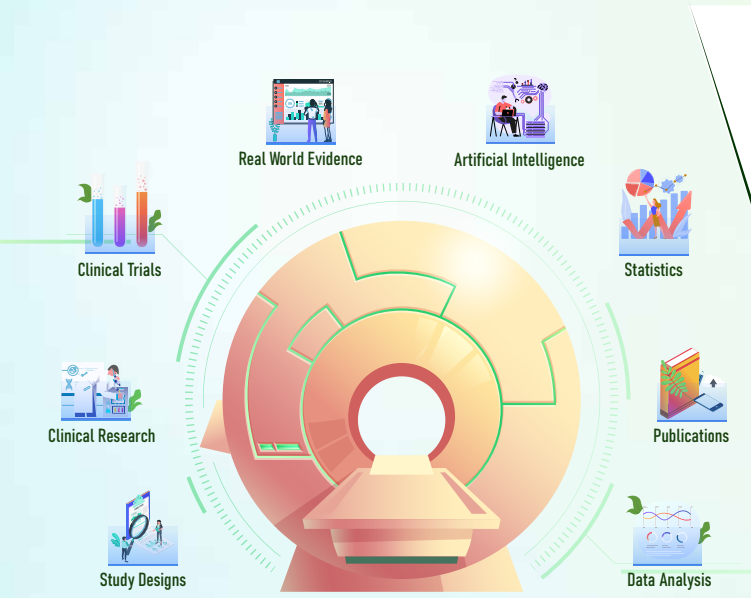 Real World Evidence
Artificial Intelligence
Clinical Trials
Statistics
Clinical Research
Publications
Study Designs
Data Analysis